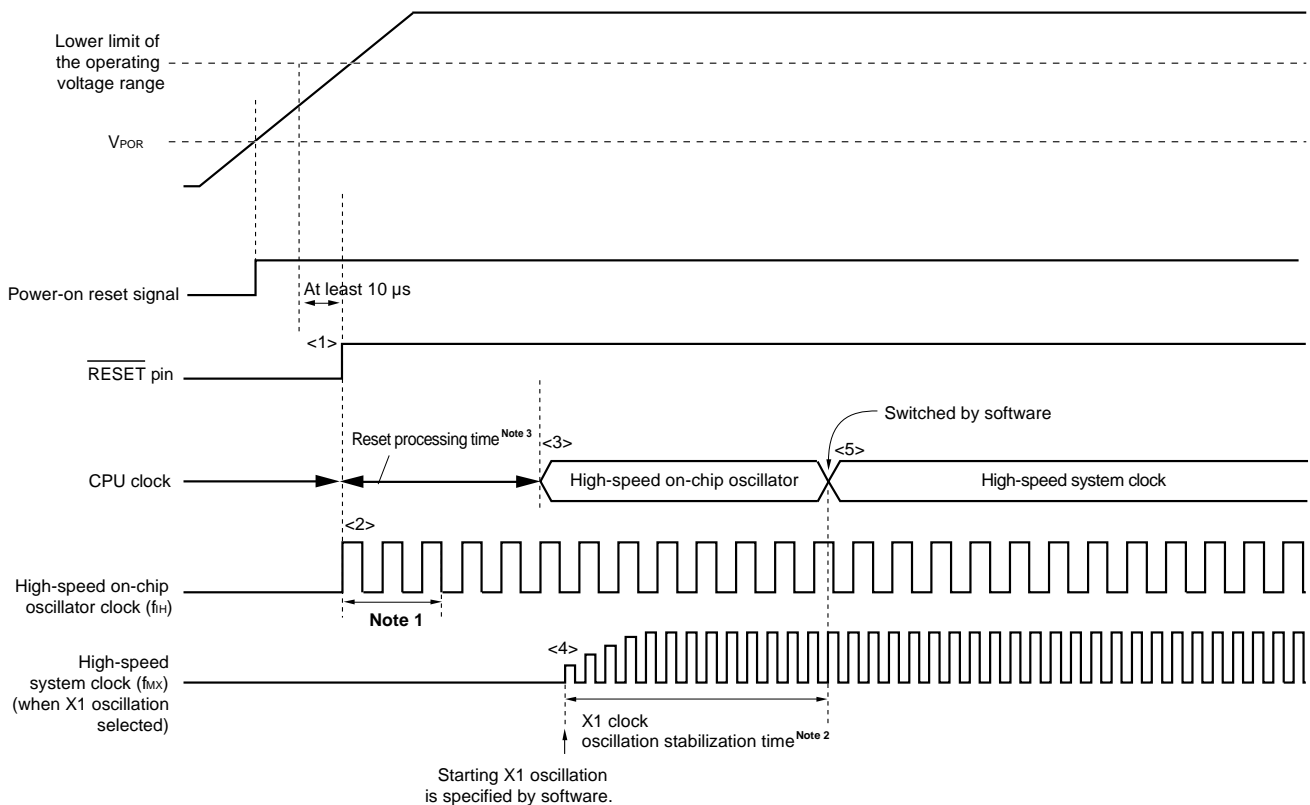 Lower limit of
the operating
voltage range
VPOR
Power-on reset signal
At least 10 µs
<1>
RESET pin
Switched by software
Reset processing time Note 3
<3>
<5>
CPU clock
High-speed on-chip oscillator
High-speed system clock
<2>
High-speed on-chip
oscillator clock (fIH)
Note 1
<4>
High-speed
system clock (fMX)
(when X1 oscillation
selected)
X1 clock
oscillation stabilization time Note 2
Starting X1 oscillation
is specified by software.